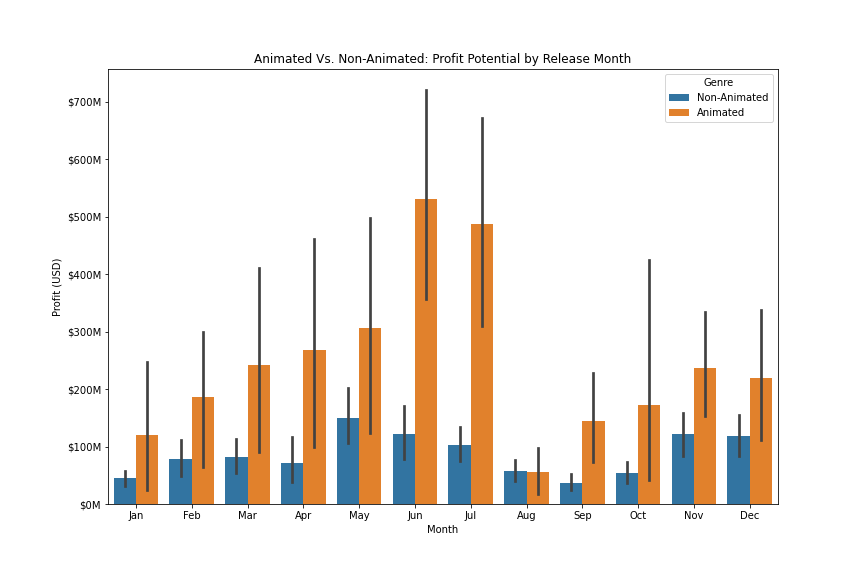 Animated Vs. Non-Animated: Profit Potential by Release Month
Genre
Non-Animated
Animated
$700M
$600M
$500M
$400M
$300M
$200M
$100M
$0M
Profit (USD)
Jan Feb Mar Apr May Jun Jul Aug Sep Oct Nov Dec
Month